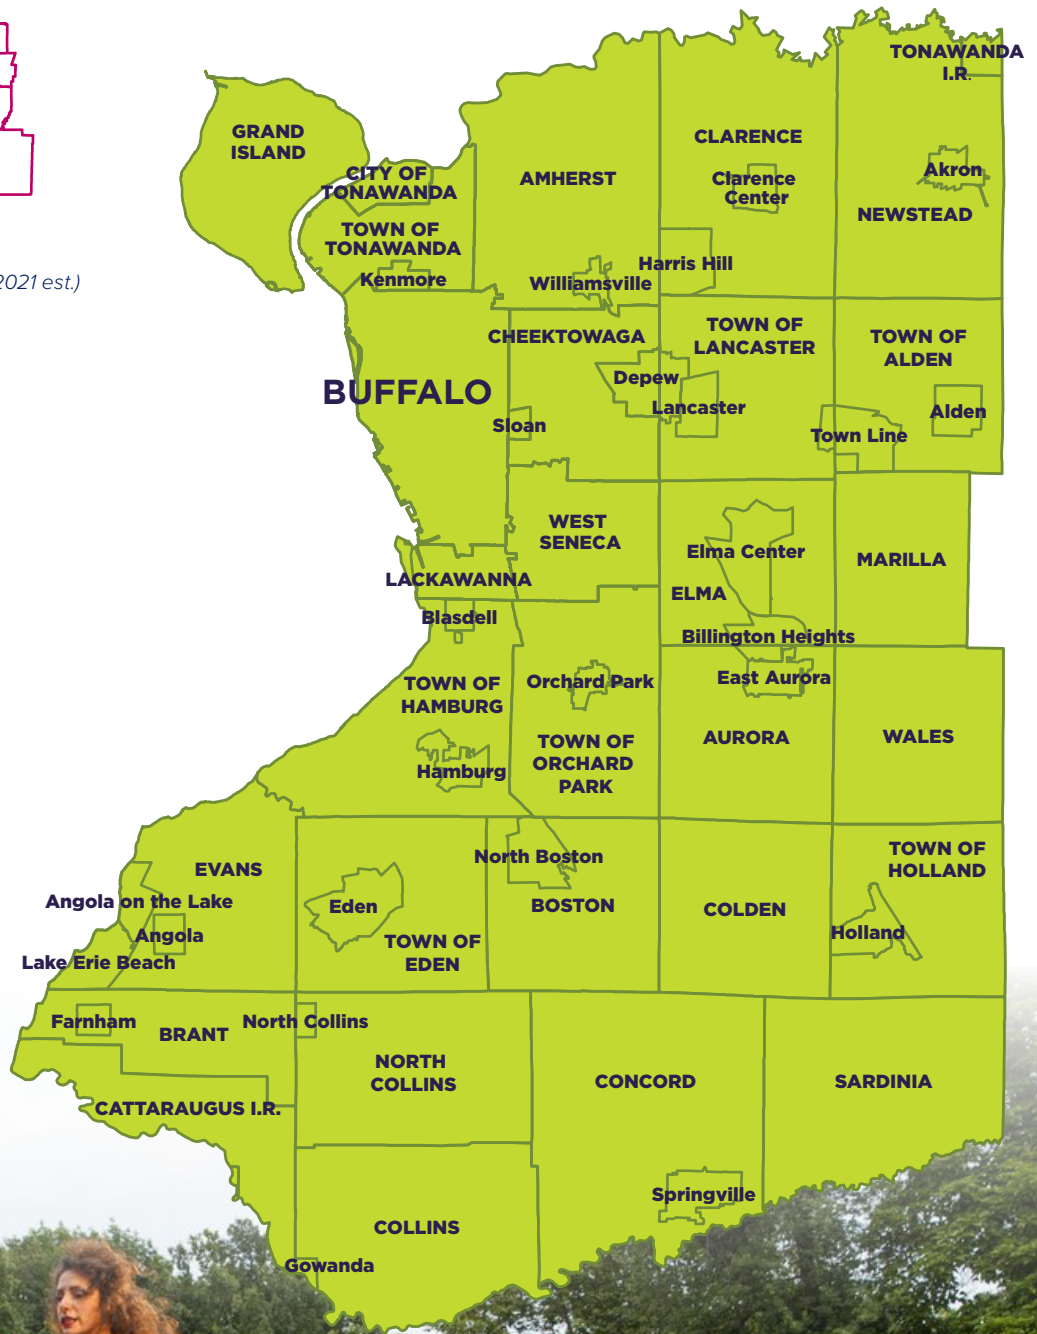 TONAWANDA
I.R.
GRAND
ISLAND
CLARENCE
CITY OF
TONAWANDA
AMHERST
Clarence
Center
Akron
NEWSTEAD
TOWN OF
TONAWANDA
Harris Hill
Kenmore
Williamsville
2021 est.)
CHEEKTOWAGA
TOWN OF
LANCASTER
TOWN OF
ALDEN
BUFFALO
Depew
Lancaster
Alden
Sloan
Town Line
WEST
SENECA
Elma Center
MARILLA
LACKAWANNA
ELMA
Blasdell
Billington Heights
TOWN OF
HAMBURG
Orchard Park
East Aurora
TOWN OF
ORCHARD
PARK
AURORA
WALES
Hamburg
North Boston
TOWN OF
HOLLAND
EVANS
Angola on the Lake
Eden
BOSTON
COLDEN
Angola
TOWN OF
EDEN
Holland
Lake Erie Beach
Farnham
BRANT
North Collins
NORTH
COLLINS
CONCORD
SARDINIA
CATTARAUGUS I.R.
Springville
COLLINS
Gowanda